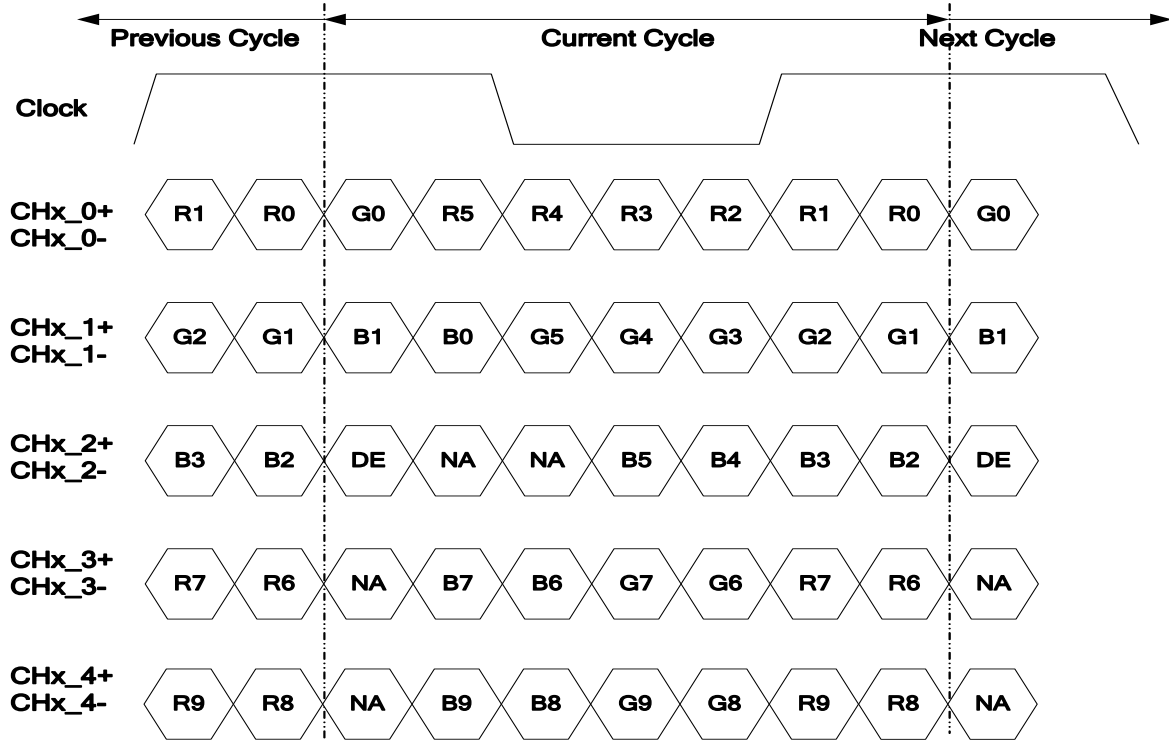 Previous Cycle Current Cycle Next Cycle
Clock
CHx_0+
CHx_0-
R1 R0 G0 R5 R4 R3 R2 R1 R0 G0
CHx_1+
CHx_1-
G2 G1 B1 B0 G5 G4 G3 G2 G1 B1
CHx_2+
CHx_2-
B3 B2 DE NA NA B5 B4 B3 B2 DE
CHx_3+
CHx_3-
R7 R6 NA B7 B6 G7 G6 R7 R6 NA
CHx_4+
CHx_4-
R9 R8 NA B9 B8 G9 G8 R9 R8 NA